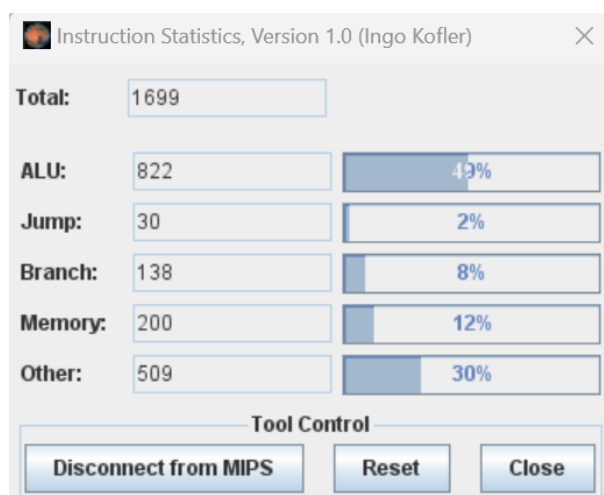 Instruction Statistics, Version 1.0 (Ingo Kofler)
Total: 1699
ALU: 822 49%
Jump: 30 2%
Branch: 138 8%
Memory: 200 12%
Other: 509 30%
Tool Control
Disconnect from MIPS Reset Close